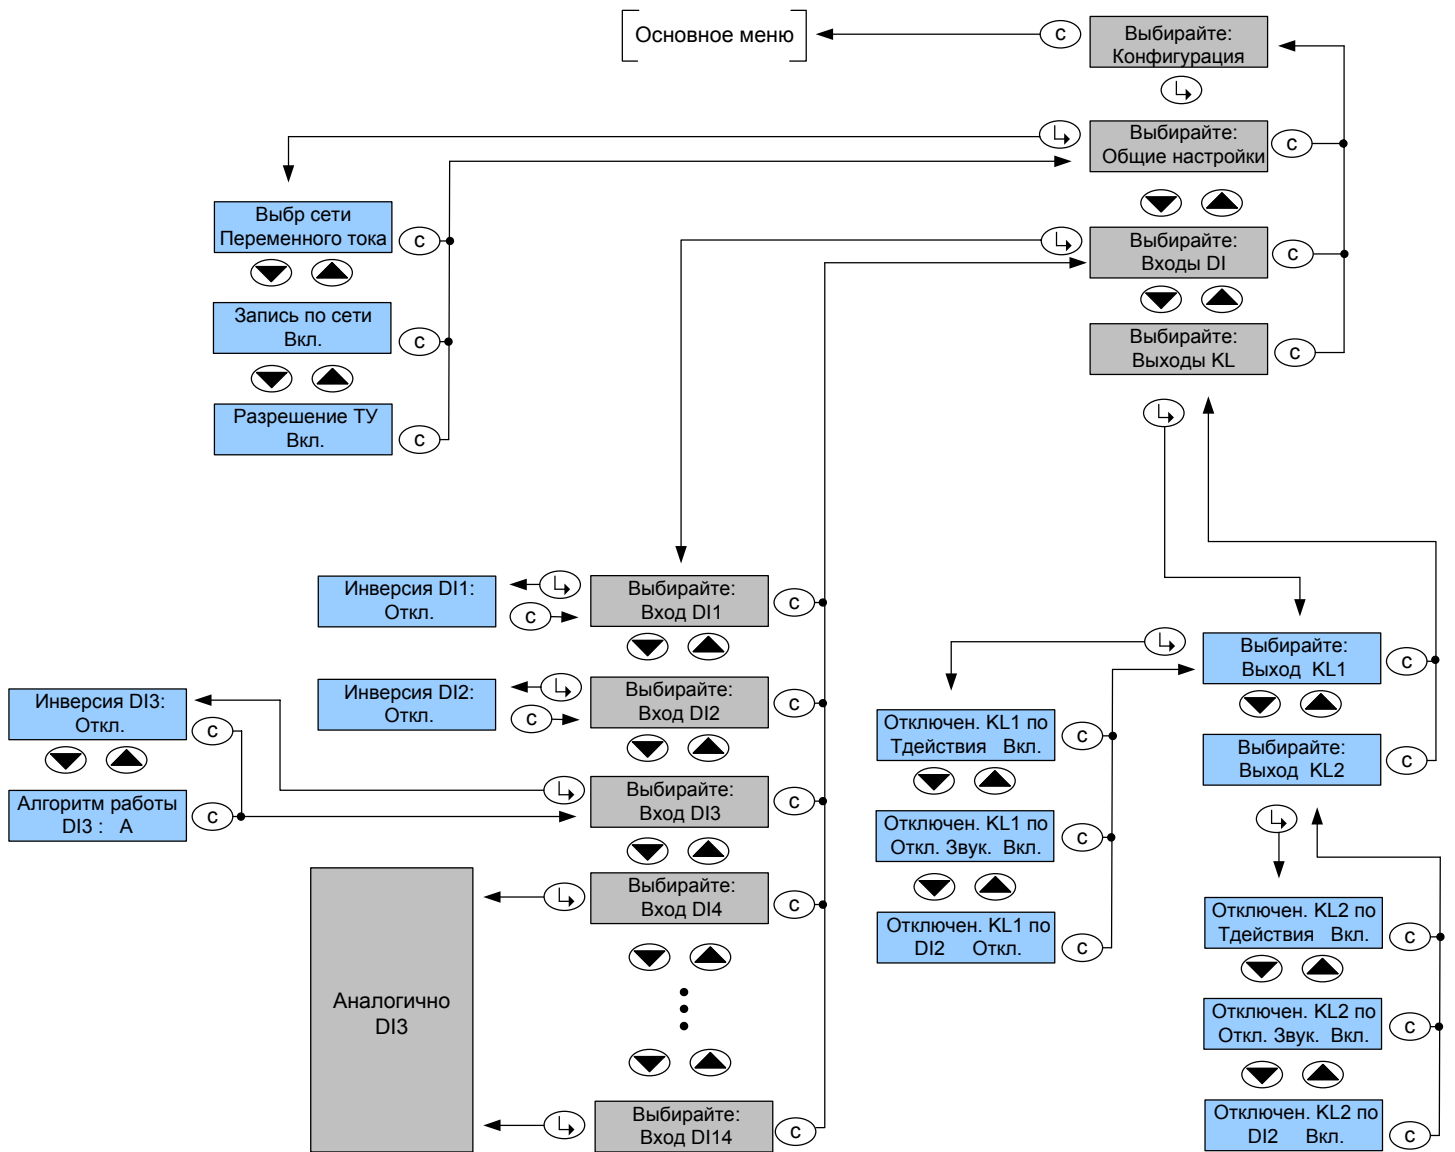 Основное меню
с
Выбирайте:
Конфигурация
Выбирайте:
Общие настройки
с
Выбр сети
Переменного тока
с
Выбирайте:
Входы DI
с
Запись по сети
Вкл.
с
Выбирайте:
Выходы KL
с
Разрешение ТУ
Вкл.
с
Инверсия DI1:
Откл.
с
Выбирайте:
Вход DI1
с
Выбирайте:
Выход KL1
с
Инверсия DI2:
Откл.
с
Выбирайте:
Вход DI2
с
Инверсия DI3:
Откл.
с
Отключен. KL1 по
Тдействия Вкл.
с
Выбирайте:
Выход KL2
с
Алгоритм работы
DI3 : А
с
Выбирайте:
Вход DI3
с
Отключен. KL1 по
Откл. Звук. Вкл.
с
Выбирайте:
Вход DI4
с
Отключен. KL1 по
DI2 Откл.
с
Отключен. KL2 по
Тдействия Вкл.
с
Аналогично
DI3
Отключен. KL2 по
Откл. Звук. Вкл.
с
Выбирайте:
Вход DI14
с
Отключен. KL2 по
DI2 Вкл.
с